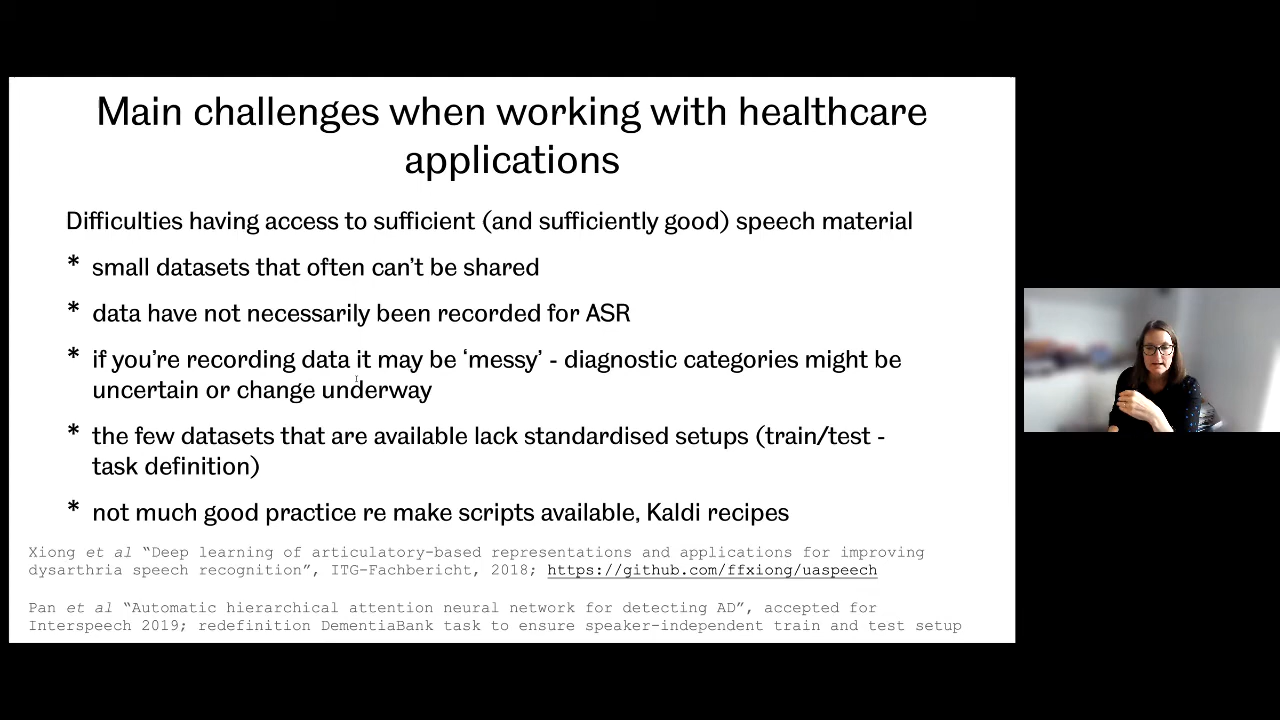 Main challenges when working with healthcare
applications
Difficulties having access to sufficient (and sufficiently good) speech material
* small datasets that often can’t be shared
* data have not necessarily been recorded for ASR
* if you’re recording data it may be ‘messy’ - diagnostic categories might be
uncertain or change underway
* the few datasets that are available lack standardised setups (train/test -
task definition)
* not much good practice re make scripts available, Kaldi recipes
Xiong et al “Deep learning of articulatory-based representations and applications for improving
dysarthria speech recognition”, ITG-Fachbericht, 2018; https://github.com/ffxiong/uaspeech
Pan et al “Automatic hierarchical attention neural network for detecting AD”, accepted for
Interspeech 2019; redefinition DementiaBank task to ensure speaker-independent train and test setup